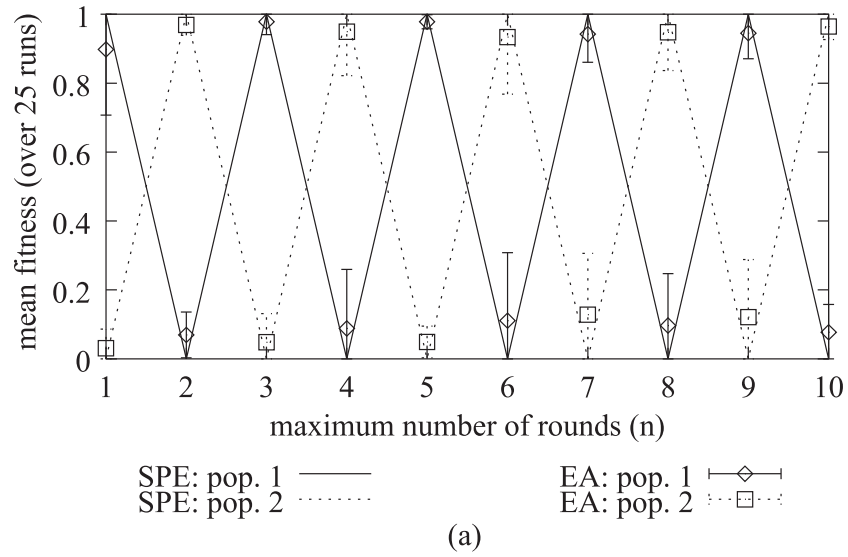 1
0.8
0.6
0.4
0.2
0
mean fitness (over 25 runs)
1 2 3 4 5 6 7 8 9 10
maximum number of rounds (n)
SPE: pop. 1 EA: pop. 1
SPE: pop. 2 EA: pop. 2
(a)